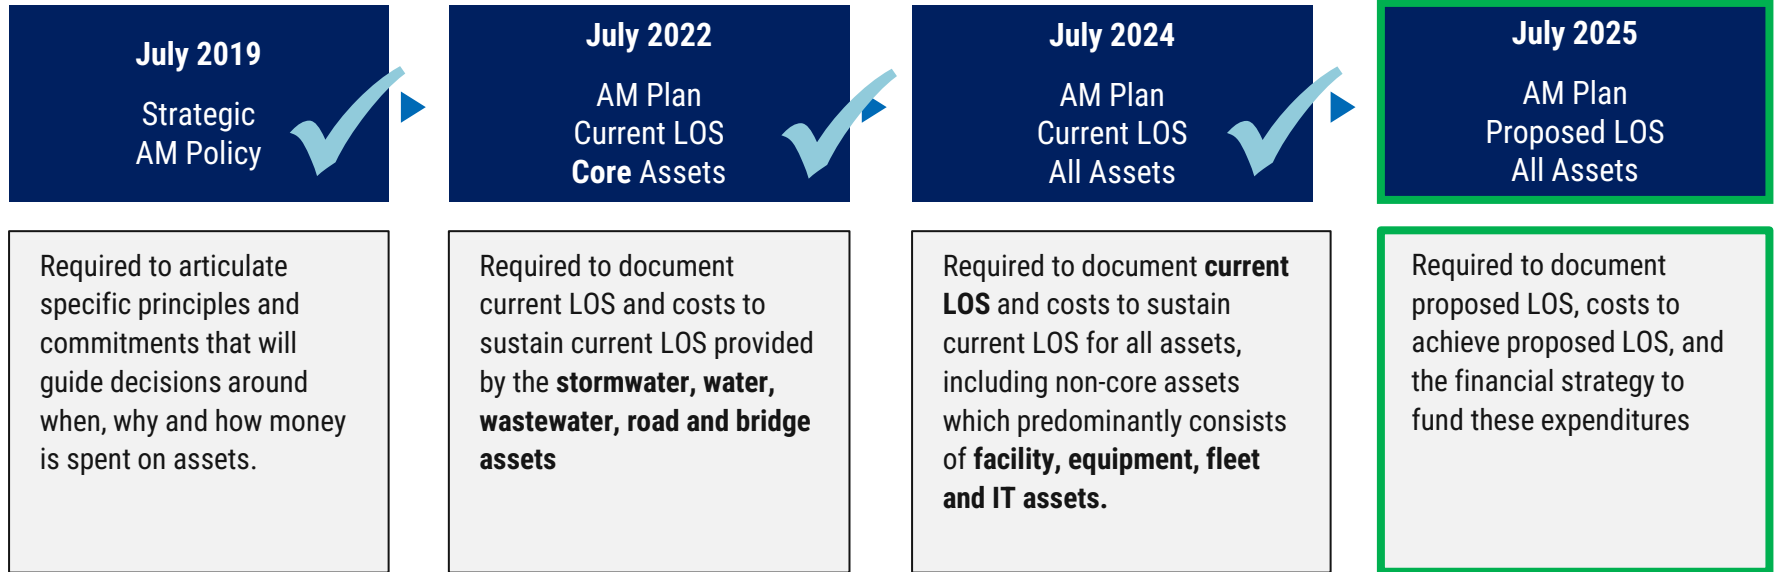 July 2019
Strategic
AM Policy
July 2022
AM Plan
Current LOS
Core Assets
July 2024
AM Plan
Current LOS
All Assets
July 2025
AM Plan
Proposed LOS
All Assets
Required to articulate
specific principles and
commitments that will
guide decisions around
when, why and how money
is spent on assets.
Required to document
current LOS and costs to
sustain current LOS provided
by the stormwater, water,
wastewater, road and bridge
assets
Required to document current
LOS and costs to sustain
current LOS for all assets,
including non-core assets
which predominantly consists
of facility, equipment, fleet
and IT assets.
Required to document
proposed LOS, costs to
achieve proposed LOS, and
the financial strategy to
fund these expenditures